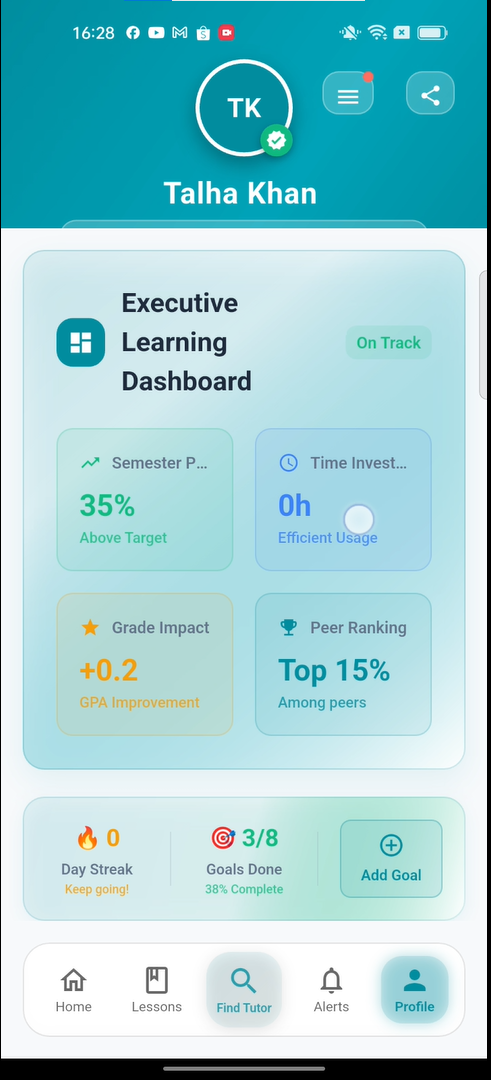 16:28
TK
Talha Khan
Executive
Learning
Dashboard
On Track
Semester P...
35%
Above Target
Time Invest...
0h
Efficient Usage
Grade Impact
+0.2
GPA Improvement
Peer Ranking
Top 15%
Among peers
🔥 0
Day Streak
Keep going!
🎯 3/8
Goals Done
38% Complete
Add Goal
Home
Lessons
Find Tutor
Alerts
Profile